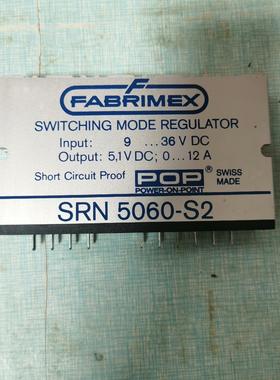 F
FABRIMEX
SWITCHING MODE REGULATOR
Input: 9 ...36 V DC
Output: 5,1V DC; 0...12 A
Short Circuit Proof POP® SWISS
POWER-ON-POINT MADE
SRN 5060-S2